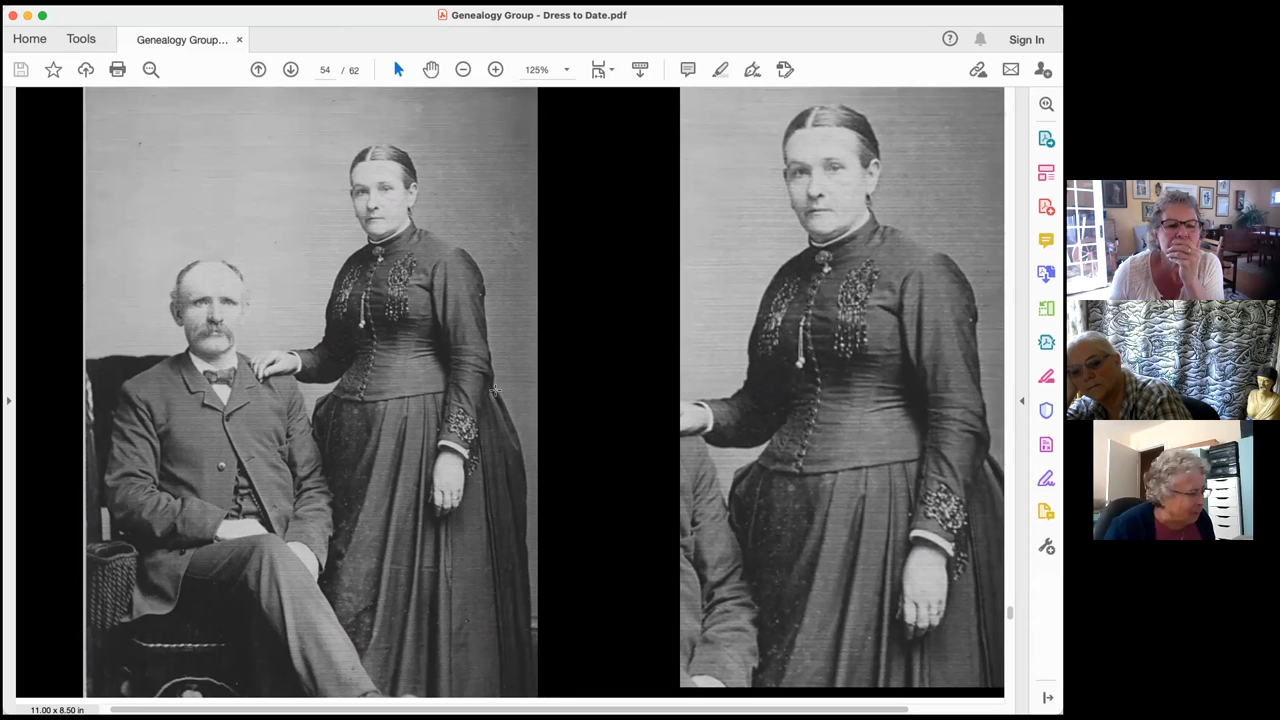 Genealogy Group - Dress to Date.pdf
Home Tools Genealogy Group... × Sign In
54 / 62 125%
11.00 x 8.50 in